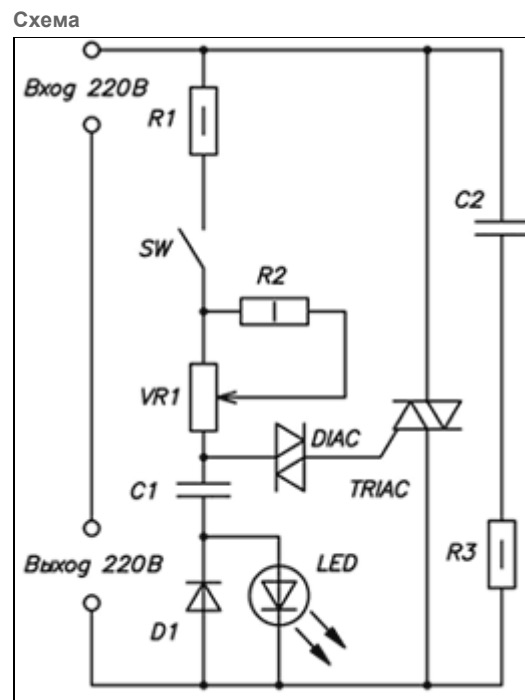 Схема
Вход 220В
R1
C2
SW
R2
VR1
DIAC
C1
TRIAC
LED
R3
Выход 220В
D1